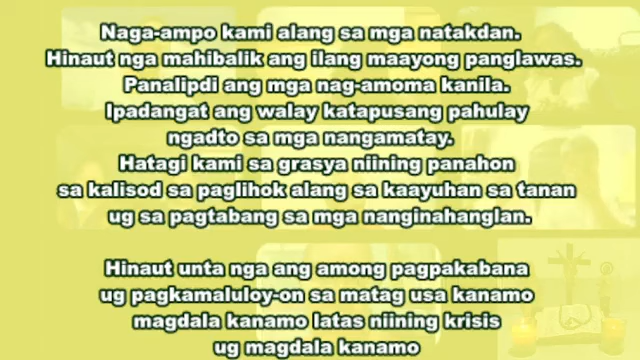 Naga-ampo kami alang sa mga natakdan.
Hinaut nga mahibalik ang ilang maayong panglawas.
Panalipdi ang mga nag-amoma kanila.
Ipadangat ang walay katapusang pahulay
ngadto sa mga nangamatay.
Hatagi kami sa grasya niining panahon
sa kalisod sa paglihok alang sa kaayuhan sa tanan
ug sa pagtabang sa mga nanginahanglan.
Hinaut unta nga ang among pagpakabana
ug pagkamaluloy-on sa matag usa kanamo
magdala kanamo latas niining krisis
ug magdala kanamo